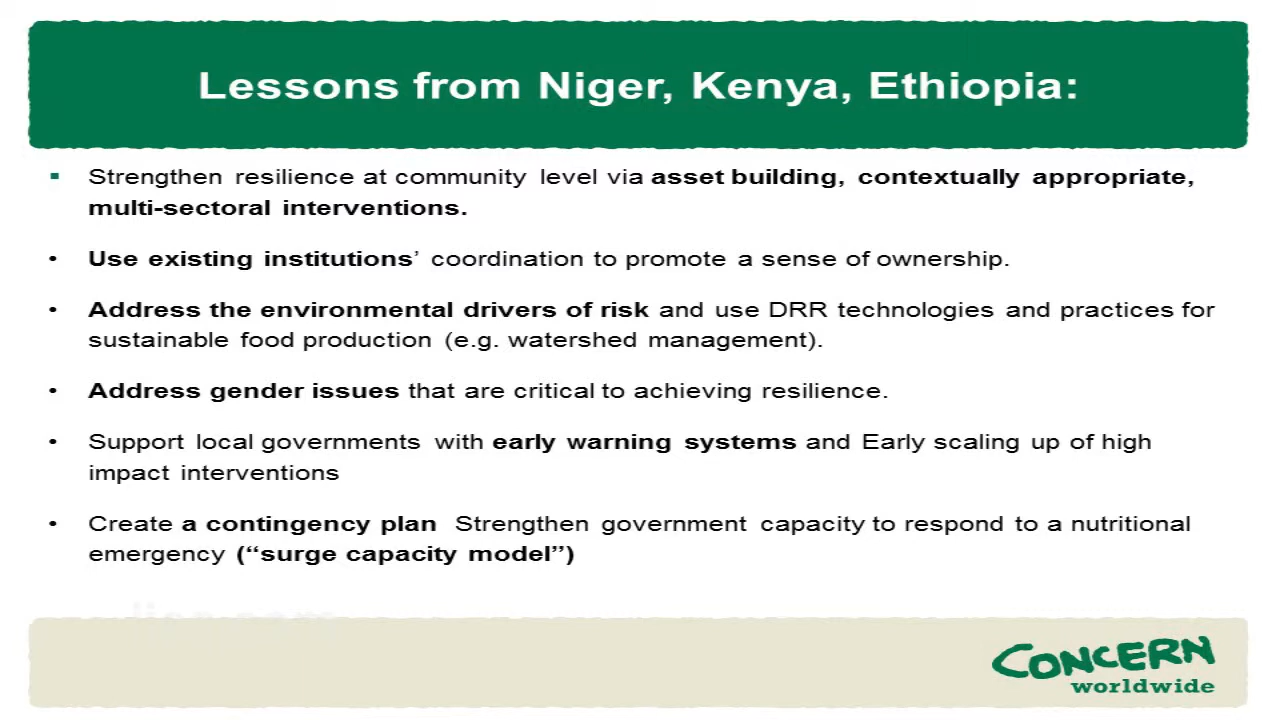 Lessons from Niger, Kenya, Ethiopia:
▪ Strengthen resilience at community level via asset building, contextually appropriate,
multi-sectoral interventions.
• Use existing institutions’ coordination to promote a sense of ownership.
• Address the environmental drivers of risk and use DRR technologies and practices for
sustainable food production (e.g. watershed management).
• Address gender issues that are critical to achieving resilience.
• Support local governments with early warning systems and Early scaling up of high
impact interventions
• Create a contingency plan Strengthen government capacity to respond to a nutritional
emergency (“surge capacity model”)
CONCERN
worldwide